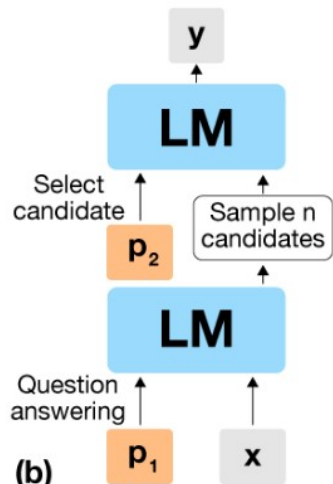 y
LM
Select
candidate
p₂
Sample n
candidates
LM
Question
answering
p₁
x
(b)